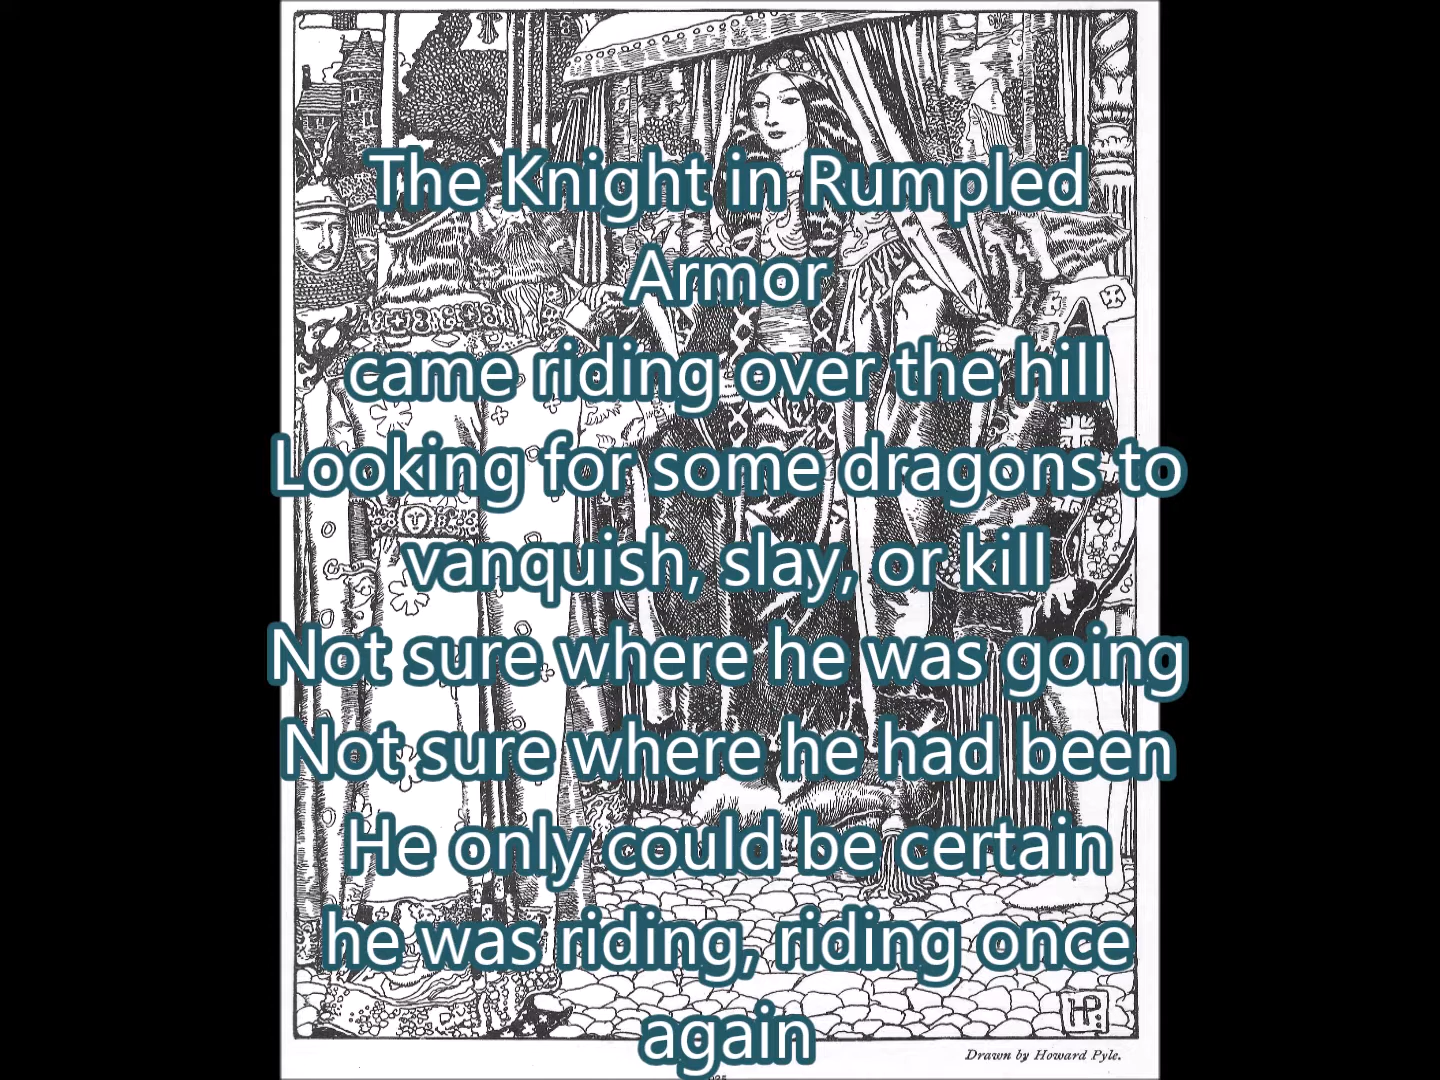 The Knight in Rumpled
Armor
came riding over the hill
Looking for some dragons to
vanquish, slay, or kill
Not sure where he was going
Not sure where he had been
He only could be certain
he was riding, riding once
again
HP
Drawn by Howard Pyle.